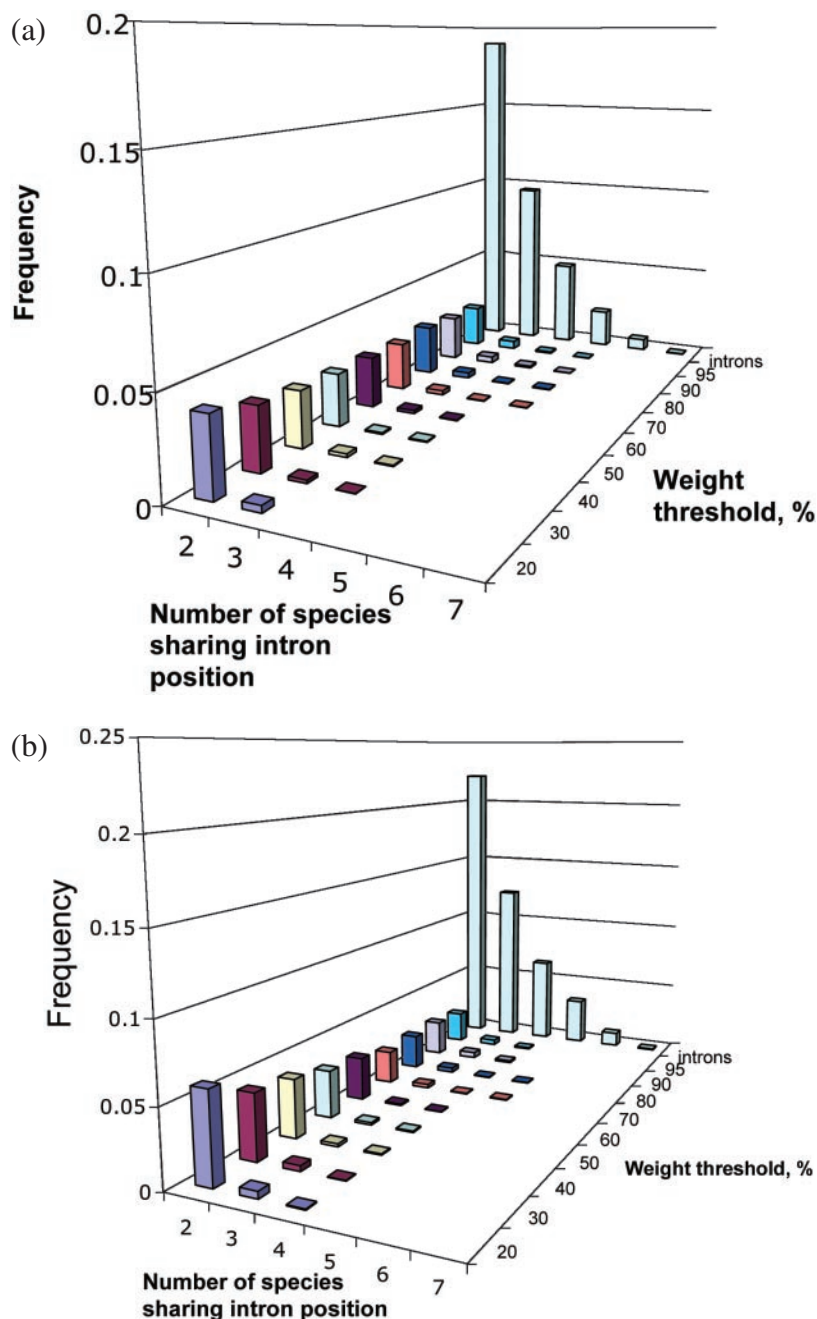 (a)
0.2
0.15
0.1
0.05
0
Frequency
2
3
4
5
6
7
Number of species
sharing intron
position
introns
95
90
80
70
60
50
40
30
20
Weight
threshold, %
(b)
0.25
0.2
0.15
0.1
0.05
0
Frequency
2
3
4
5
6
7
Number of species
sharing intron position
introns
95
90
80
70
60
50
40
30
20
Weight threshold, %